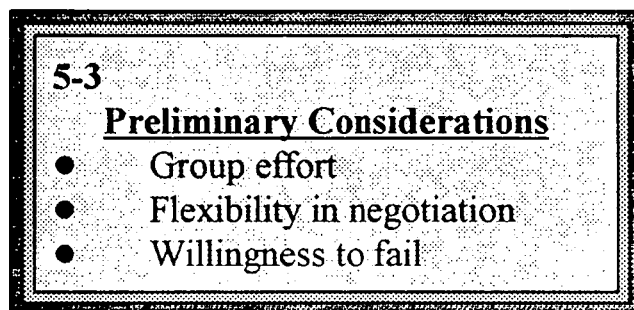 5-3
Preliminary Considerations
● Group effort
● Flexibility in negotiation
● Willingness to fail